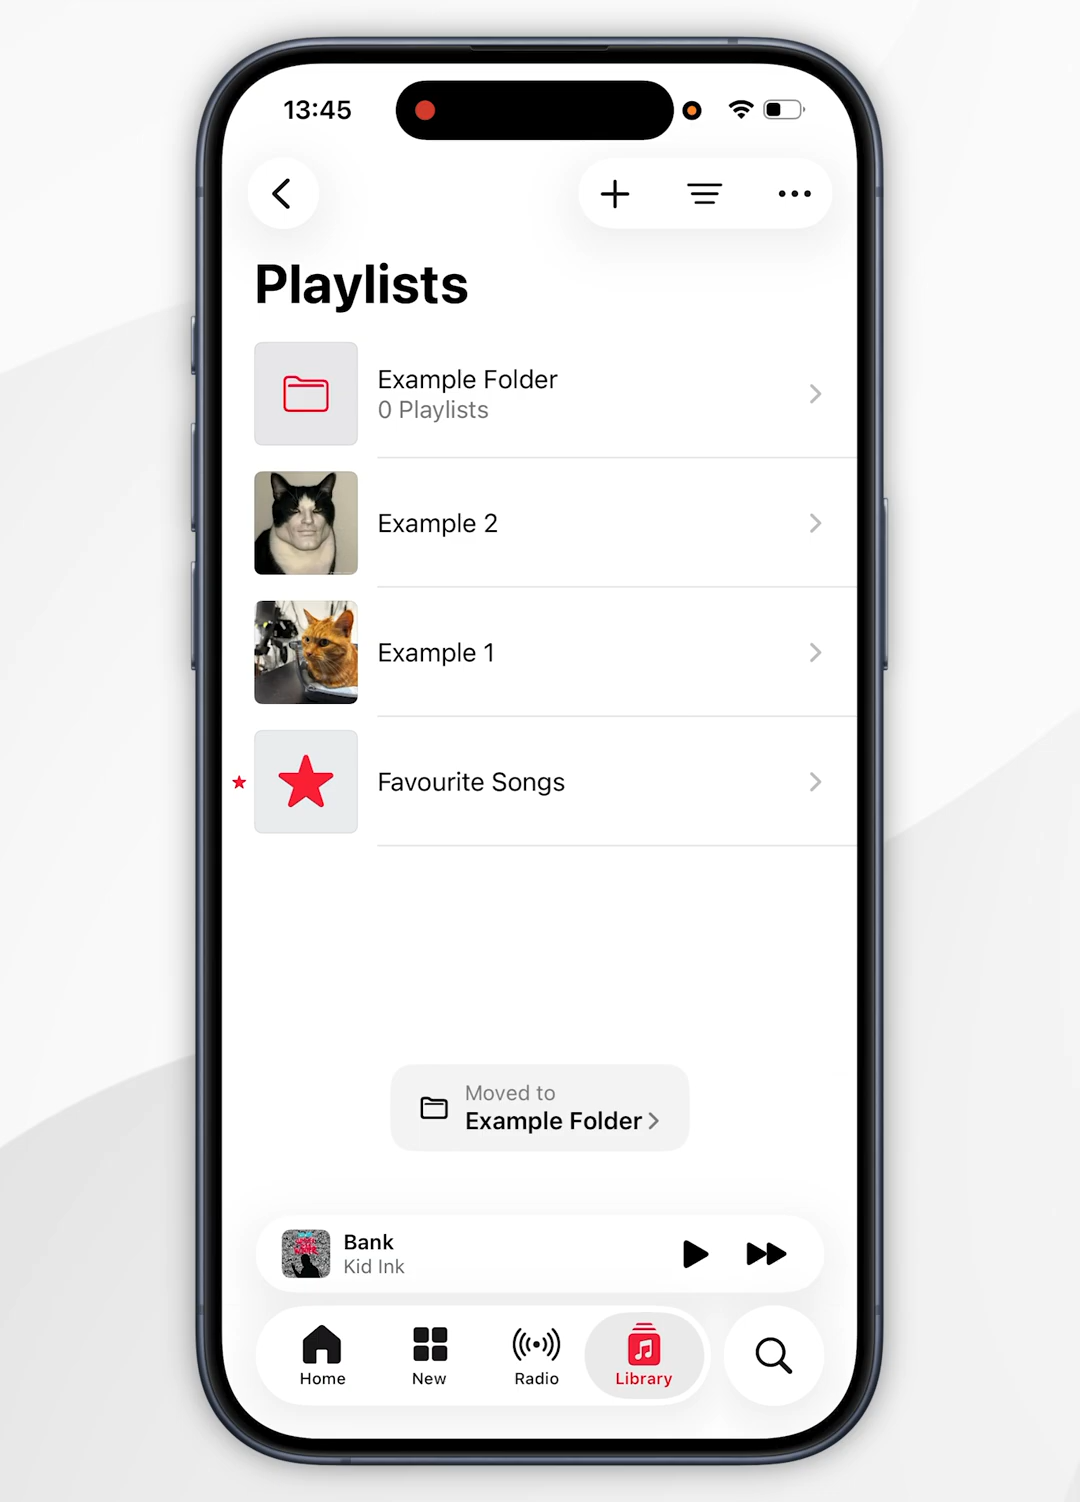 13:45
Playlists
Example Folder
0 Playlists
Example 2
Example 1
Favourite Songs
Moved to
Example Folder
Bank
Kid Ink
Home
New
Radio
Library